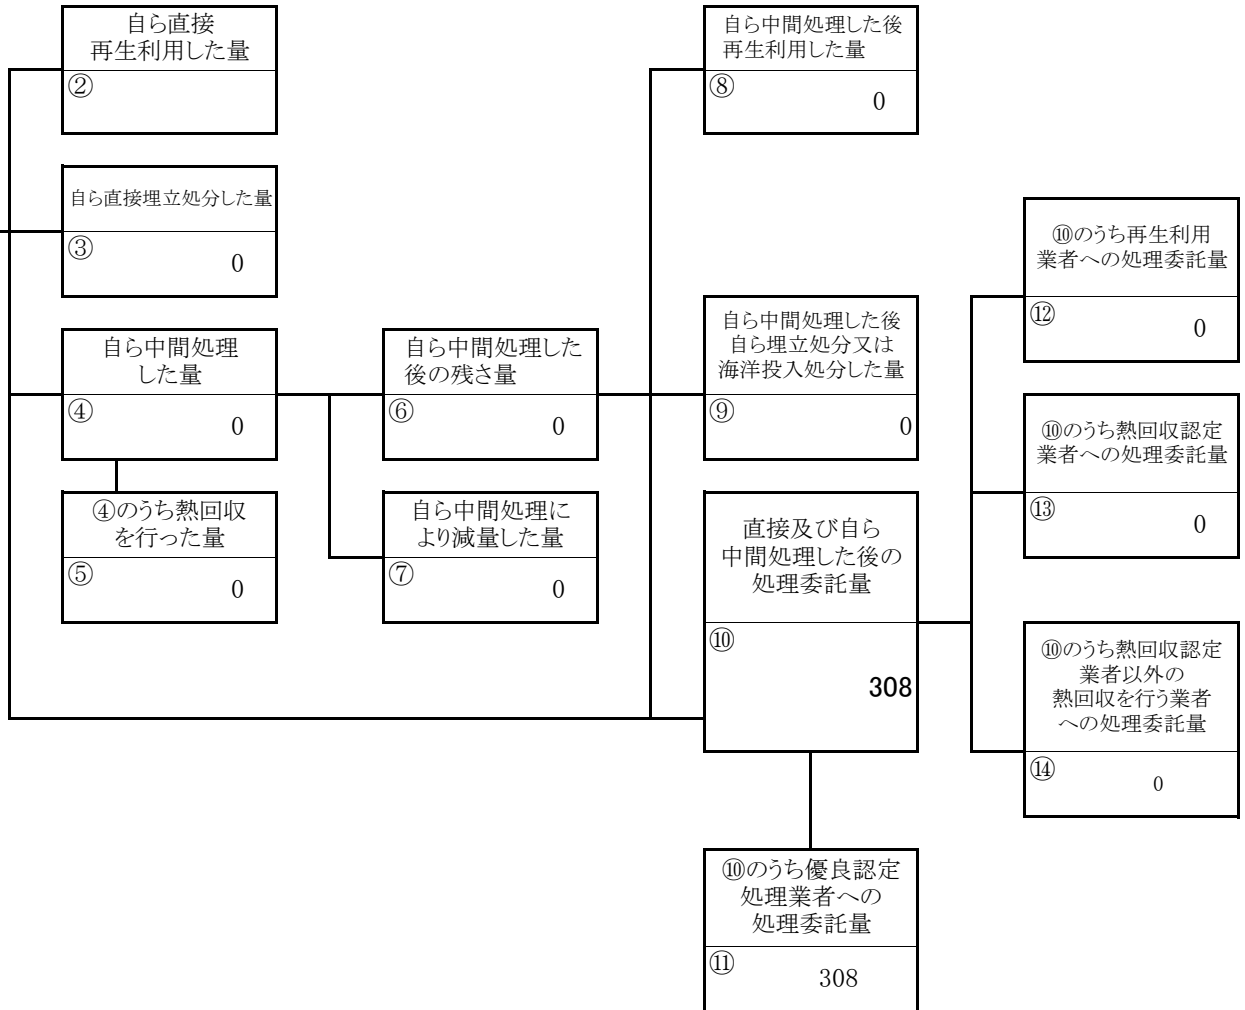 自ら直接
再生利用した量
②
自ら直接埋立処分した量
③
0
自ら中間処理
した量
④
0
④のうち熱回収
を行った量
⑤
0
自ら中間処理した
後の残さ量
⑥
0
自ら中間処理に
より減量した量
⑦
0
自ら中間処理した後
再生利用した量
⑧
0
自ら中間処理した後
自ら埋立処分又は
海洋投入処分した量
⑨
0
直接及び自ら
中間処理した後の
処理委託量
⑩
308
⑩のうち優良認定
処理業者への
処理委託量
⑪
308
⑩のうち再生利用
業者への処理委託量
⑫
0
⑩のうち熱回収認定
業者への処理委託量
⑬
0
⑩のうち熱回収認定
業者以外の
熱回収を行う業者
への処理委託量
⑭
0